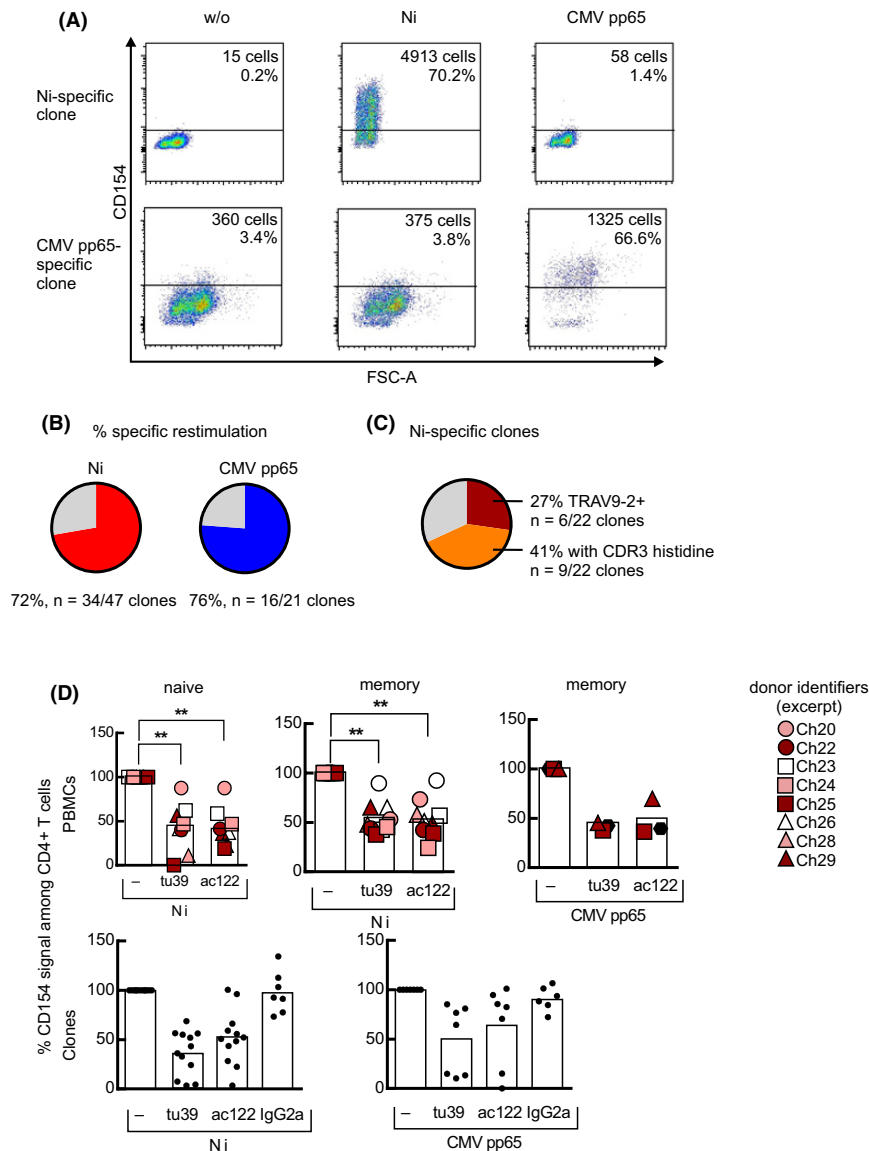 (A)
w/o Ni CMV pp65
Ni-specific
clone
15 cells
0.2%
4913 cells
70.2%
58 cells
1.4%
CD154
CMV pp65-
specific
clone
360 cells
3.4%
375 cells
3.8%
1325 cells
66.6%
FSC-A
(B)
% specific restimulation
Ni CMV pp65
72%, n = 34/47 clones 76%, n = 16/21 clones
(C)
Ni-specific clones
27% TRAV9-2+
n = 6/22 clones
41% with CDR3 histidine
n = 9/22 clones
(D)
% CD154 signal among CD4+ T cells
PBMCs
Clones
naive
**
**
150
100
50
0
– tu39 ac122
Ni
memory
**
**
150
100
50
0
– tu39 ac122
Ni
memory
150
100
50
0
– tu39 ac122
CMV pp65
donor identifiers
(excerpt)
Ch20
Ch22
Ch23
Ch24
Ch25
Ch26
Ch28
Ch29
150
100
50
0
– tu39 ac122 IgG2a
Ni
150
100
50
0
– tu39 ac122 IgG2a
CMV pp65